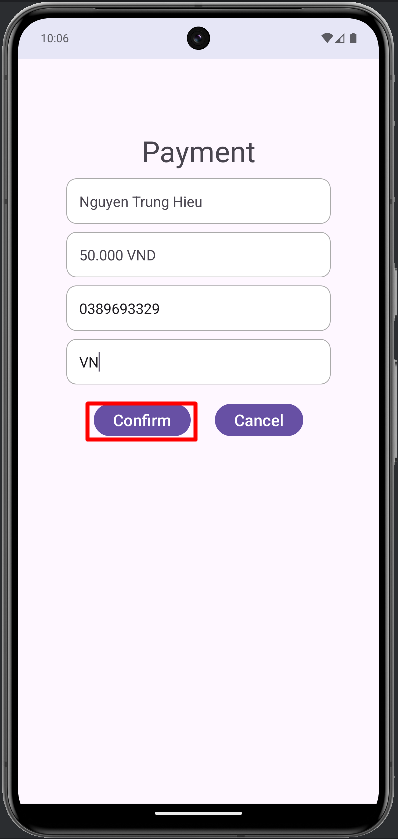 10:06
Payment
Nguyen Trung Hieu
50.000 VND
0389693329
VN
Confirm Cancel